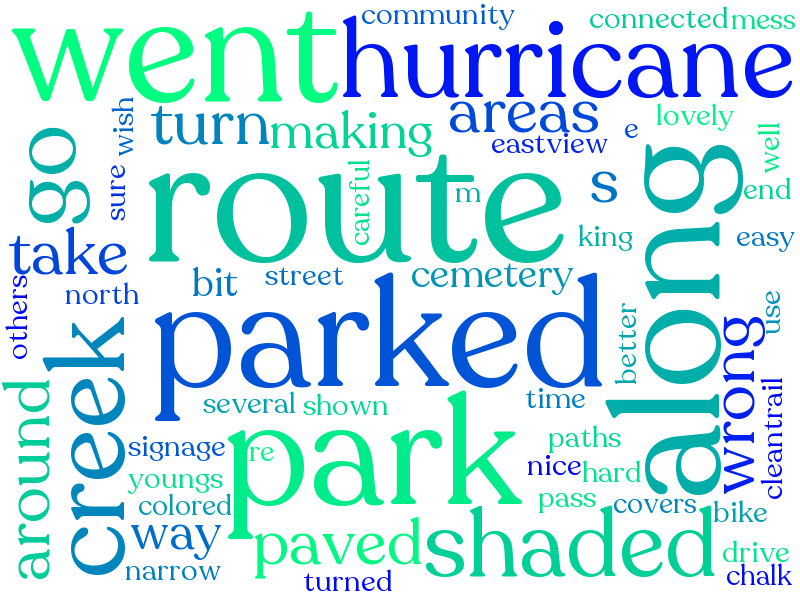 community
connected mess
went hurricane
wish
turn making areas
eastview e lovely
well
go
sure
careful
route m s
end
along
take
king easy
north
bit street cemetery
others
creek
parked
better
use
several shown time
wrong
around
park
cleantrail
signage re
paths
nice hard
youngs
pass
colored
covers bike
way paved shaded
narrow
drive
turned
chalk